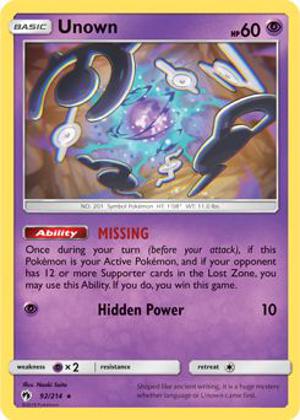 BASIC Unown HP60
NO. 201 Symbol Pokémon HT: 1'08" WT: 11.0 lbs.
Ability MISSING
Once during your turn (before your attack), if this
Pokémon is your Active Pokémon, and if your opponent
has 12 or more Supporter cards in the Lost Zone, you
may use this Ability. If you do, you win this game.
Hidden Power 10
weakness ×2 resistance retreat
Illus. Naoki Saito
92/214 ★
©2019 Pokémon
Shaped like ancient writing, it is a huge mystery
whether language or Unown came first.